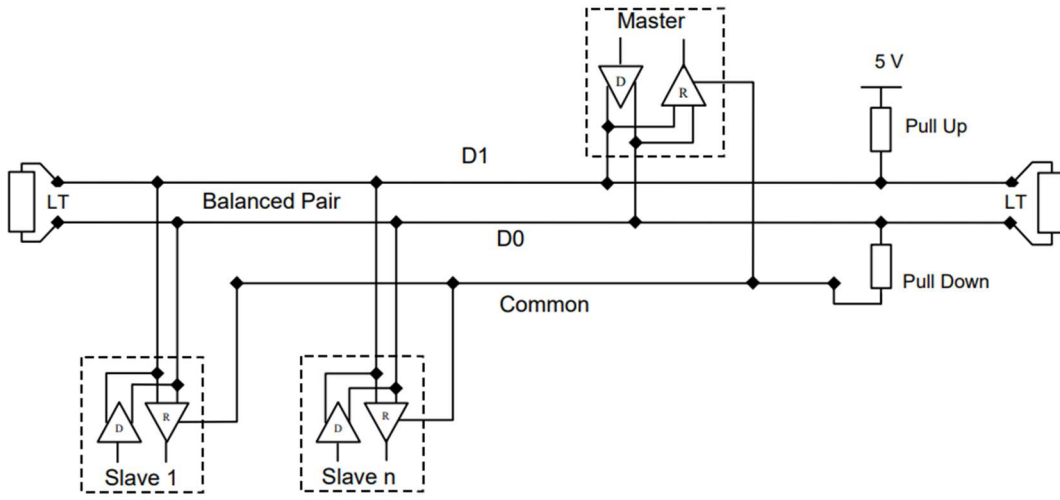 Master
D
R
5 V
Pull Up
D1
LT
Balanced Pair
LT
D0
Pull Down
Common
D
R
D
R
Slave 1
Slave n